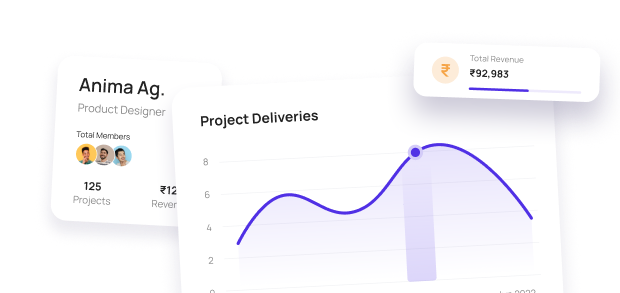 Anima Ag.
Product Designer
Total Members
125
Projects
₹12
Project Deliveries
8
6
4
2
Total Revenue
₹92,983